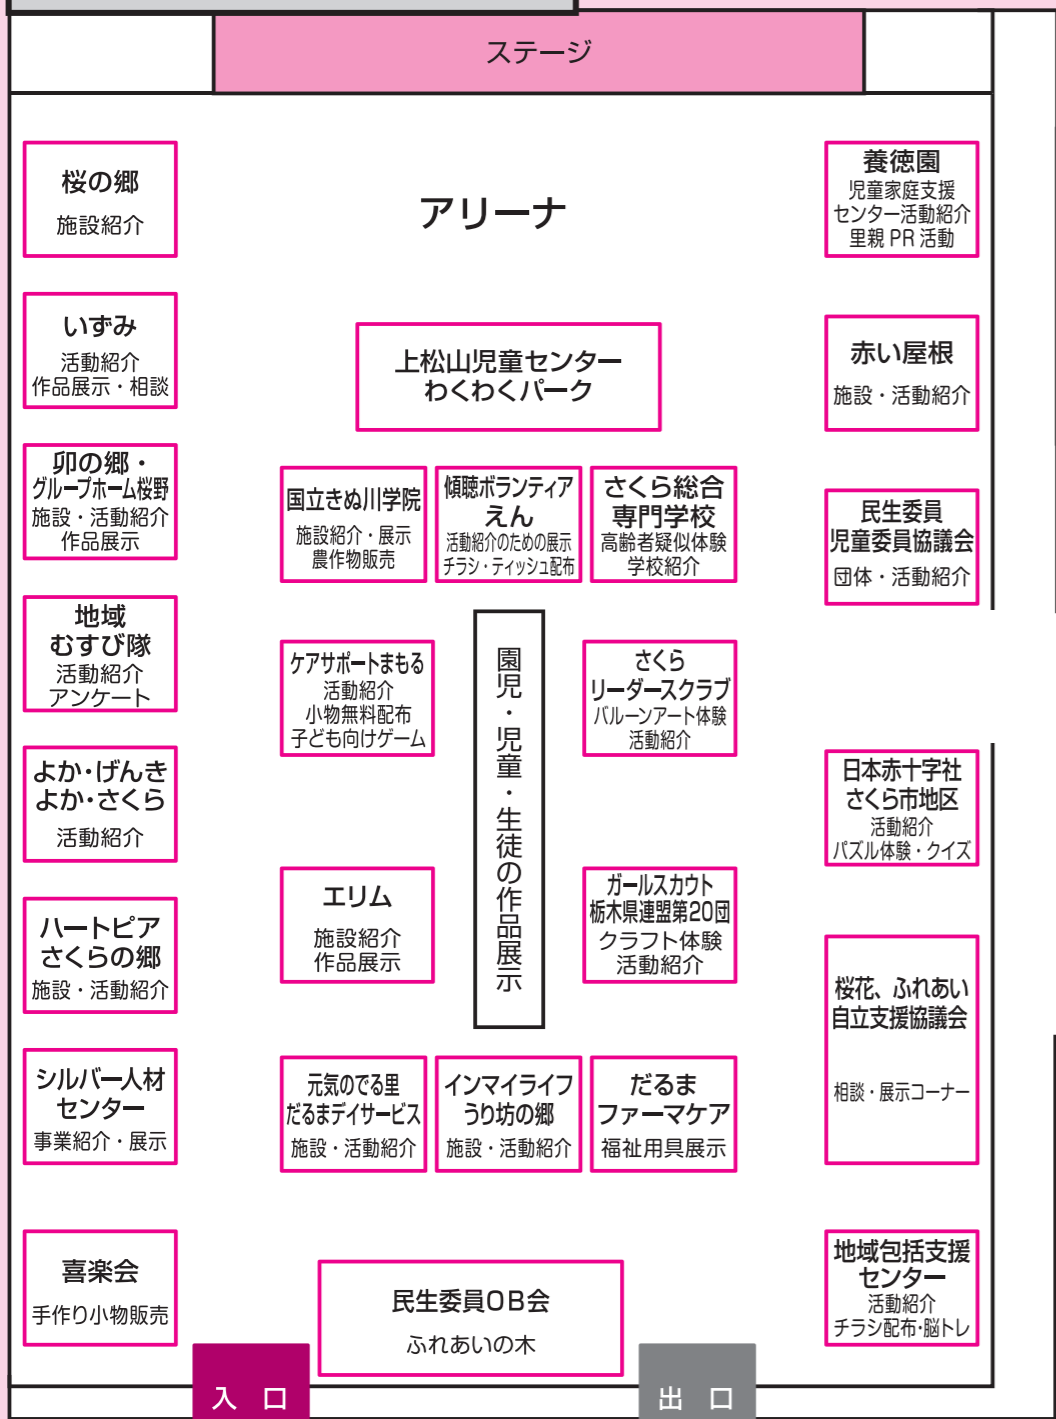 ステージ
アリーナ
桜の郷
施設紹介
いずみ
活動紹介
作品展示・相談
卯の郷・
グループホーム桜野
施設・活動紹介
作品展示
地域
むすび隊
活動紹介
アンケート
よか・げんき
よか・さくら
活動紹介
ハートピア
さくらの郷
施設・活動紹介
シルバー人材
センター
事業紹介・展示
喜楽会
手作り小物販売
上松山児童センター
わくわくパーク
国立きぬ川学院
施設紹介・展示
農作物販売
傾聴ボランティア
えん
活動紹介のための展示
チラシ・ティッシュ配布
さくら総合
専門学校
高齢者疑似体験
学校紹介
ケアサポートまもる
活動紹介
小物無料配布
子ども向けゲーム
園児・児童・生徒の作品展示
さくら
リーダースクラブ
バルーンアート体験
活動紹介
エリム
施設紹介
作品展示
ガールスカウト
栃木県連盟第20団
クラフト体験
活動紹介
元気のでる里
だるまデイサービス
施設・活動紹介
インマイライフ
うり坊の郷
施設・活動紹介
だるま
ファーマケア
福祉用具展示
民生委員OB会
ふれあいの木
養徳園
児童家庭支援
センター活動紹介
里親 PR 活動
赤い屋根
施設・活動紹介
民生委員
児童委員協議会
団体・活動紹介
日本赤十字社
さくら市地区
活動紹介
パズル体験・クイズ
桜花、ふれあい
自立支援協議会
相談・展示コーナー
地域包括支援
センター
活動紹介
チラシ配布・脳トレ
入 口
出 口